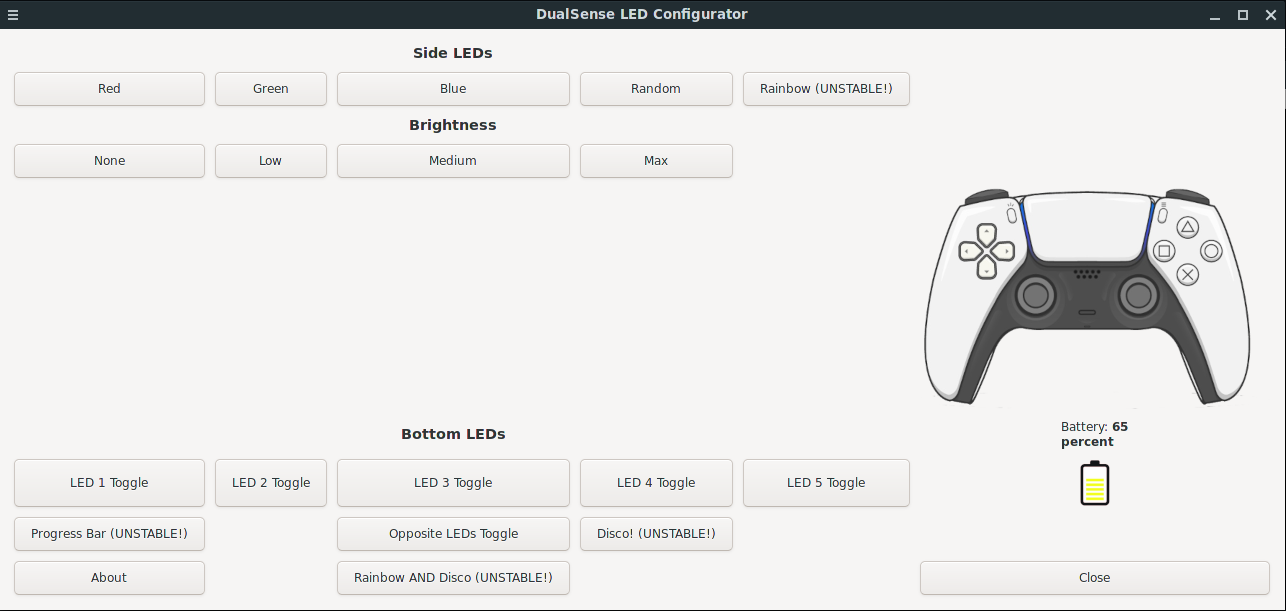 DualSense LED Configurator
Side LEDs
Red
Green
Blue
Random
Rainbow (UNSTABLE!)
Brightness
None
Low
Medium
Max
Battery: 65
percent
Bottom LEDs
LED 1 Toggle
LED 2 Toggle
LED 3 Toggle
LED 4 Toggle
LED 5 Toggle
Progress Bar (UNSTABLE!)
Opposite LEDs Toggle
Disco! (UNSTABLE!)
About
Rainbow AND Disco (UNSTABLE!)
Close